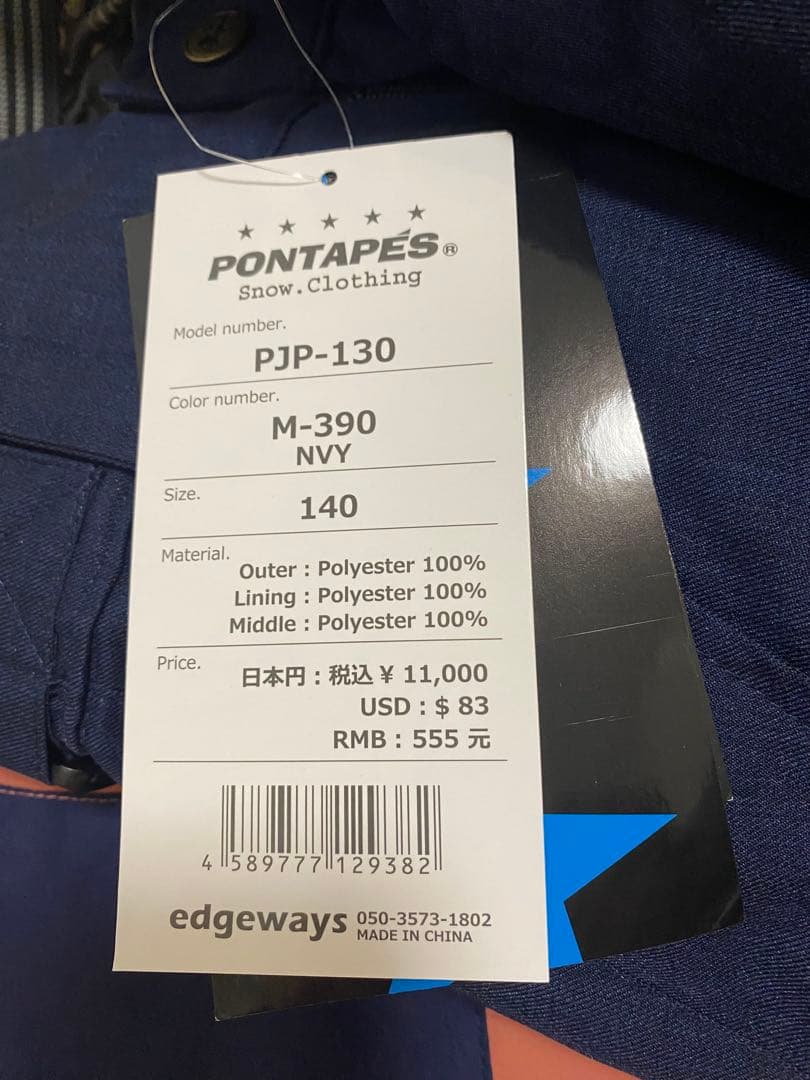 PONTAPÉS®
Snow.Clothing
Model number.
PJP-130
Color number.
M-390
NVY
Size.
140
Material.
Outer : Polyester 100%
Lining : Polyester 100%
Middle : Polyester 100%
Price.
日本円 : 税込 ¥ 11,000
USD : $ 83
RMB : 555 元
4 589777 129382
edgeways 050-3573-1802
MADE IN CHINA